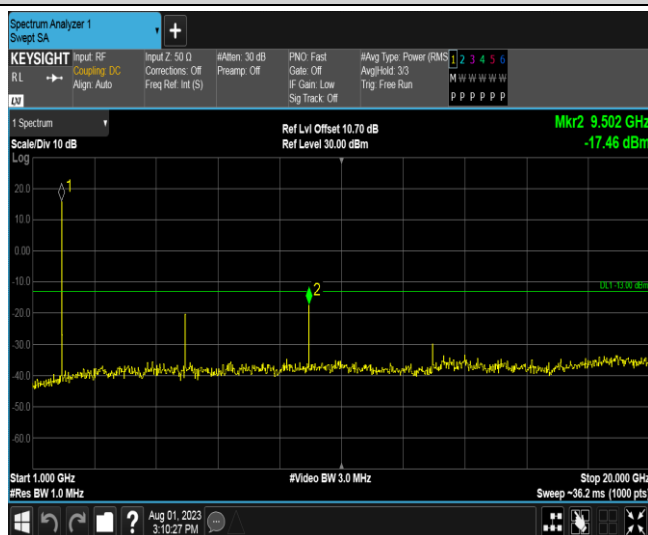 Spectrum Analyzer 1
Swept SA
+
KEYSIGHT
RL
Input: RF
Coupling: DC
Align: Auto
Input Z: 50 Ω
Corrections: Off
Freq Ref: Int (S)
#Atten: 30 dB
Preamp: Off
PNO: Fast
Gate: Off
IF Gain: Low
Sig Track: Off
#Avg Type: Power (RMS
Avg|Hold: 3/3
Trig: Free Run
1 2 3 4 5 6
M W W W W W
P P P P P P
LXI
1 Spectrum
Scale/Div 10 dB
Ref Lvl Offset 10.70 dB
Ref Level 30.00 dBm
Mkr2 9.502 GHz
-17.46 dBm
Log
20.0
10.0
0.00
-10.0
-20.0
-30.0
-40.0
-50.0
-60.0
1
2
DL1 -13.00 dBm
Start 1.000 GHz
#Res BW 1.0 MHz
#Video BW 3.0 MHz
Stop 20.000 GHz
Sweep ~36.2 ms (1000 pts)
?
Aug 01, 2023
3:10:27 PM